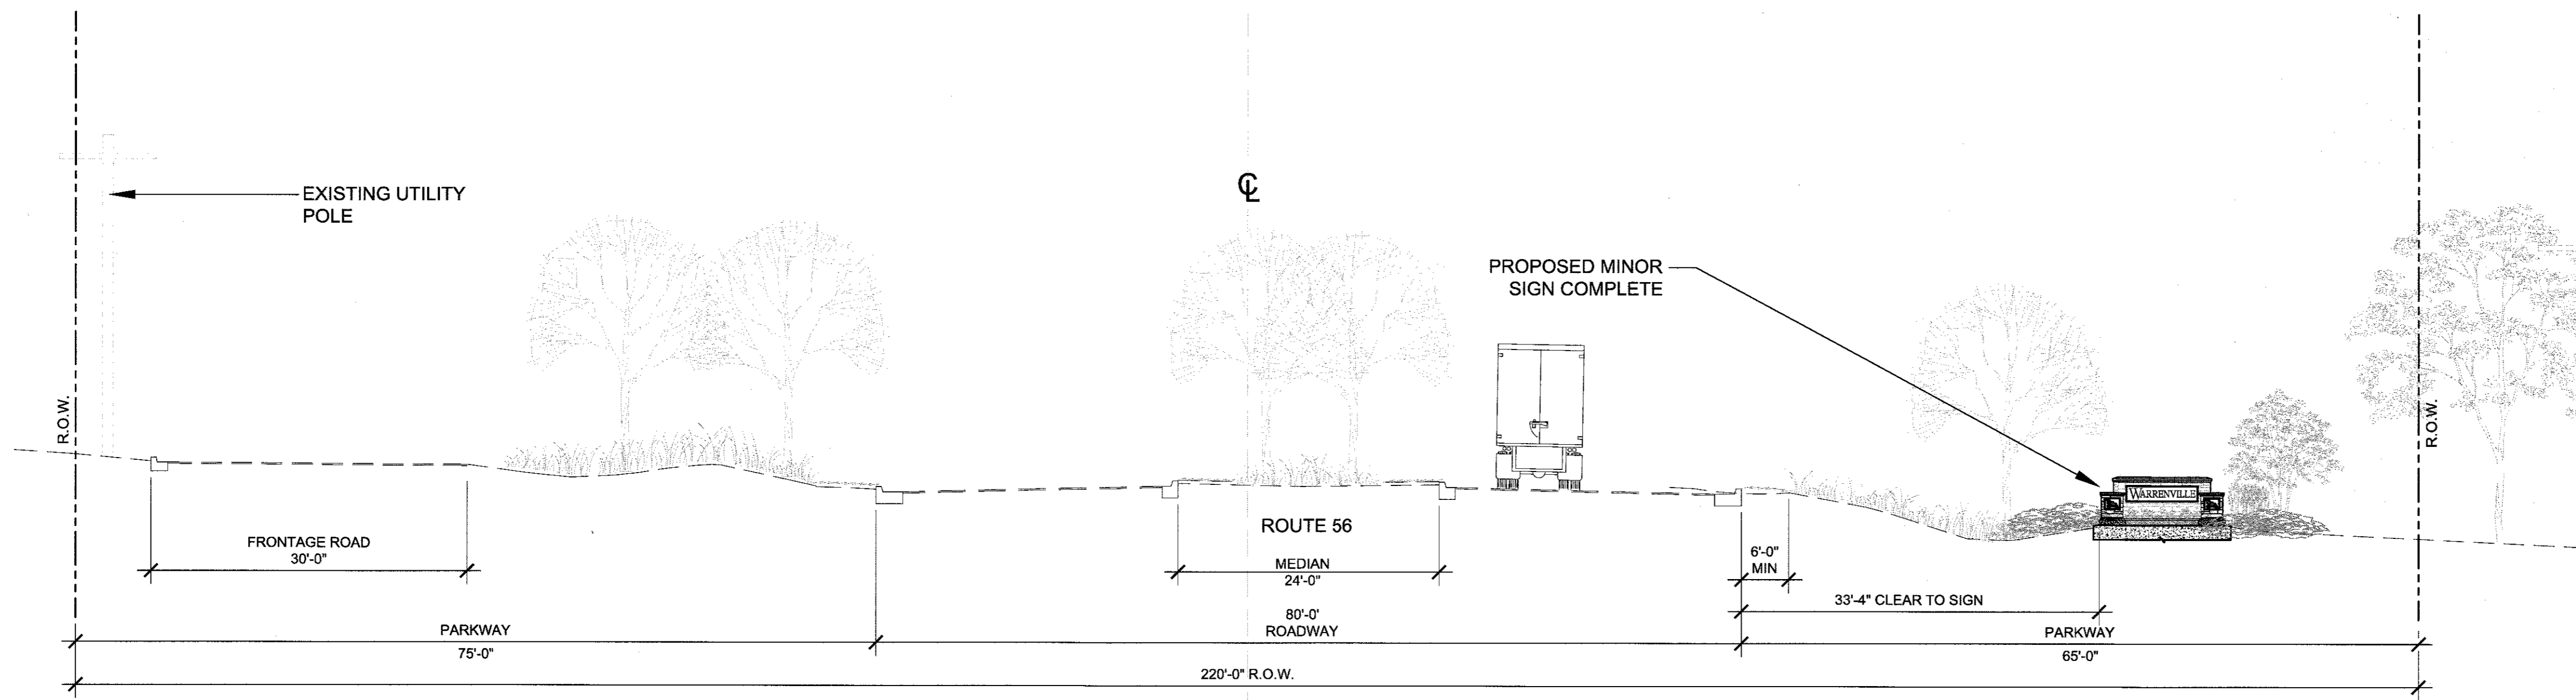 EXISTING UTILITY
POLE
℄
PROPOSED MINOR
SIGN COMPLETE
R.O.W.
R.O.W.
WARRENVILLE
ROUTE 56
FRONTAGE ROAD
30'-0"
MEDIAN
24'-0"
6'-0"
MIN
33'-4" CLEAR TO SIGN
80'-0'
PARKWAY
ROADWAY
PARKWAY
75'-0"
65'-0"
220'-0" R.O.W.